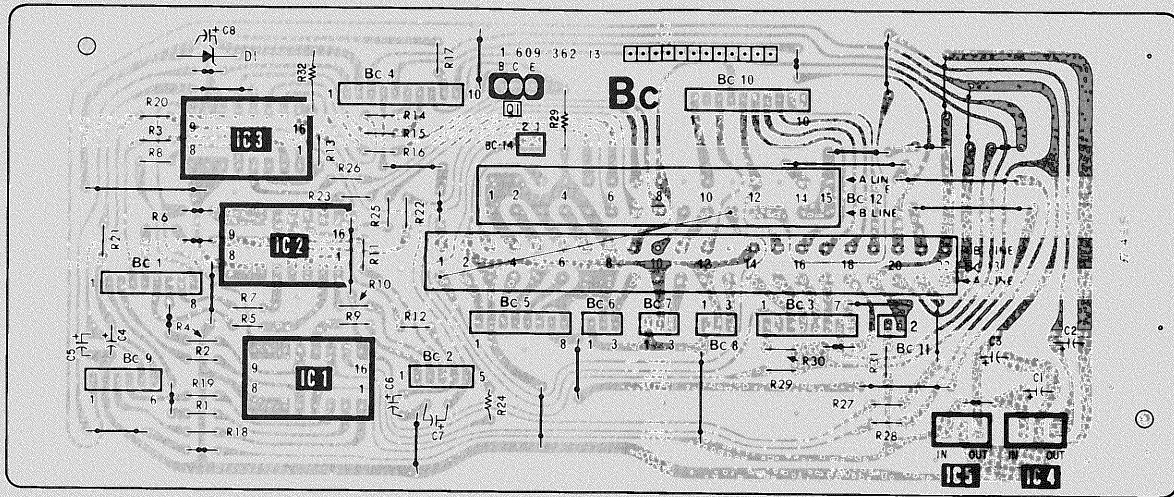 C8
D1
1 609 362 13
R32
R17
B C E
Q1
2 1
BC-14
R29
Bc
Bc 4
1 10
Bc 10
10
R20
R3
R8
9 16
8 1
IC3
R13
R14
R15
R16
R26
R23
R25
R22
1 2 4 6 8 10 12 14 15
A LINE
Bc 12
B LINE
R6
R21
9 16
8 1
IC2
R11
R10
1 2 4 6 8 10 12 14 16 18 20
B LINE
A LINE
Bc 1
1 8
R7
R5
R9
R12
R4
R2
Bc 5
1 8
Bc 6
1 3
Bc 7
1 3
1 3
Bc 8
Bc 3
1 7
2
Bc 11
R30
R29
R31
C5
C4
Bc 9
1 6
R19
R1
R18
9 16
8 1
IC1
Bc 2
1 5
C6
C7
R24
R27
R28
C3
C2
C1
IN OUT
IC5
IN OUT
IC4